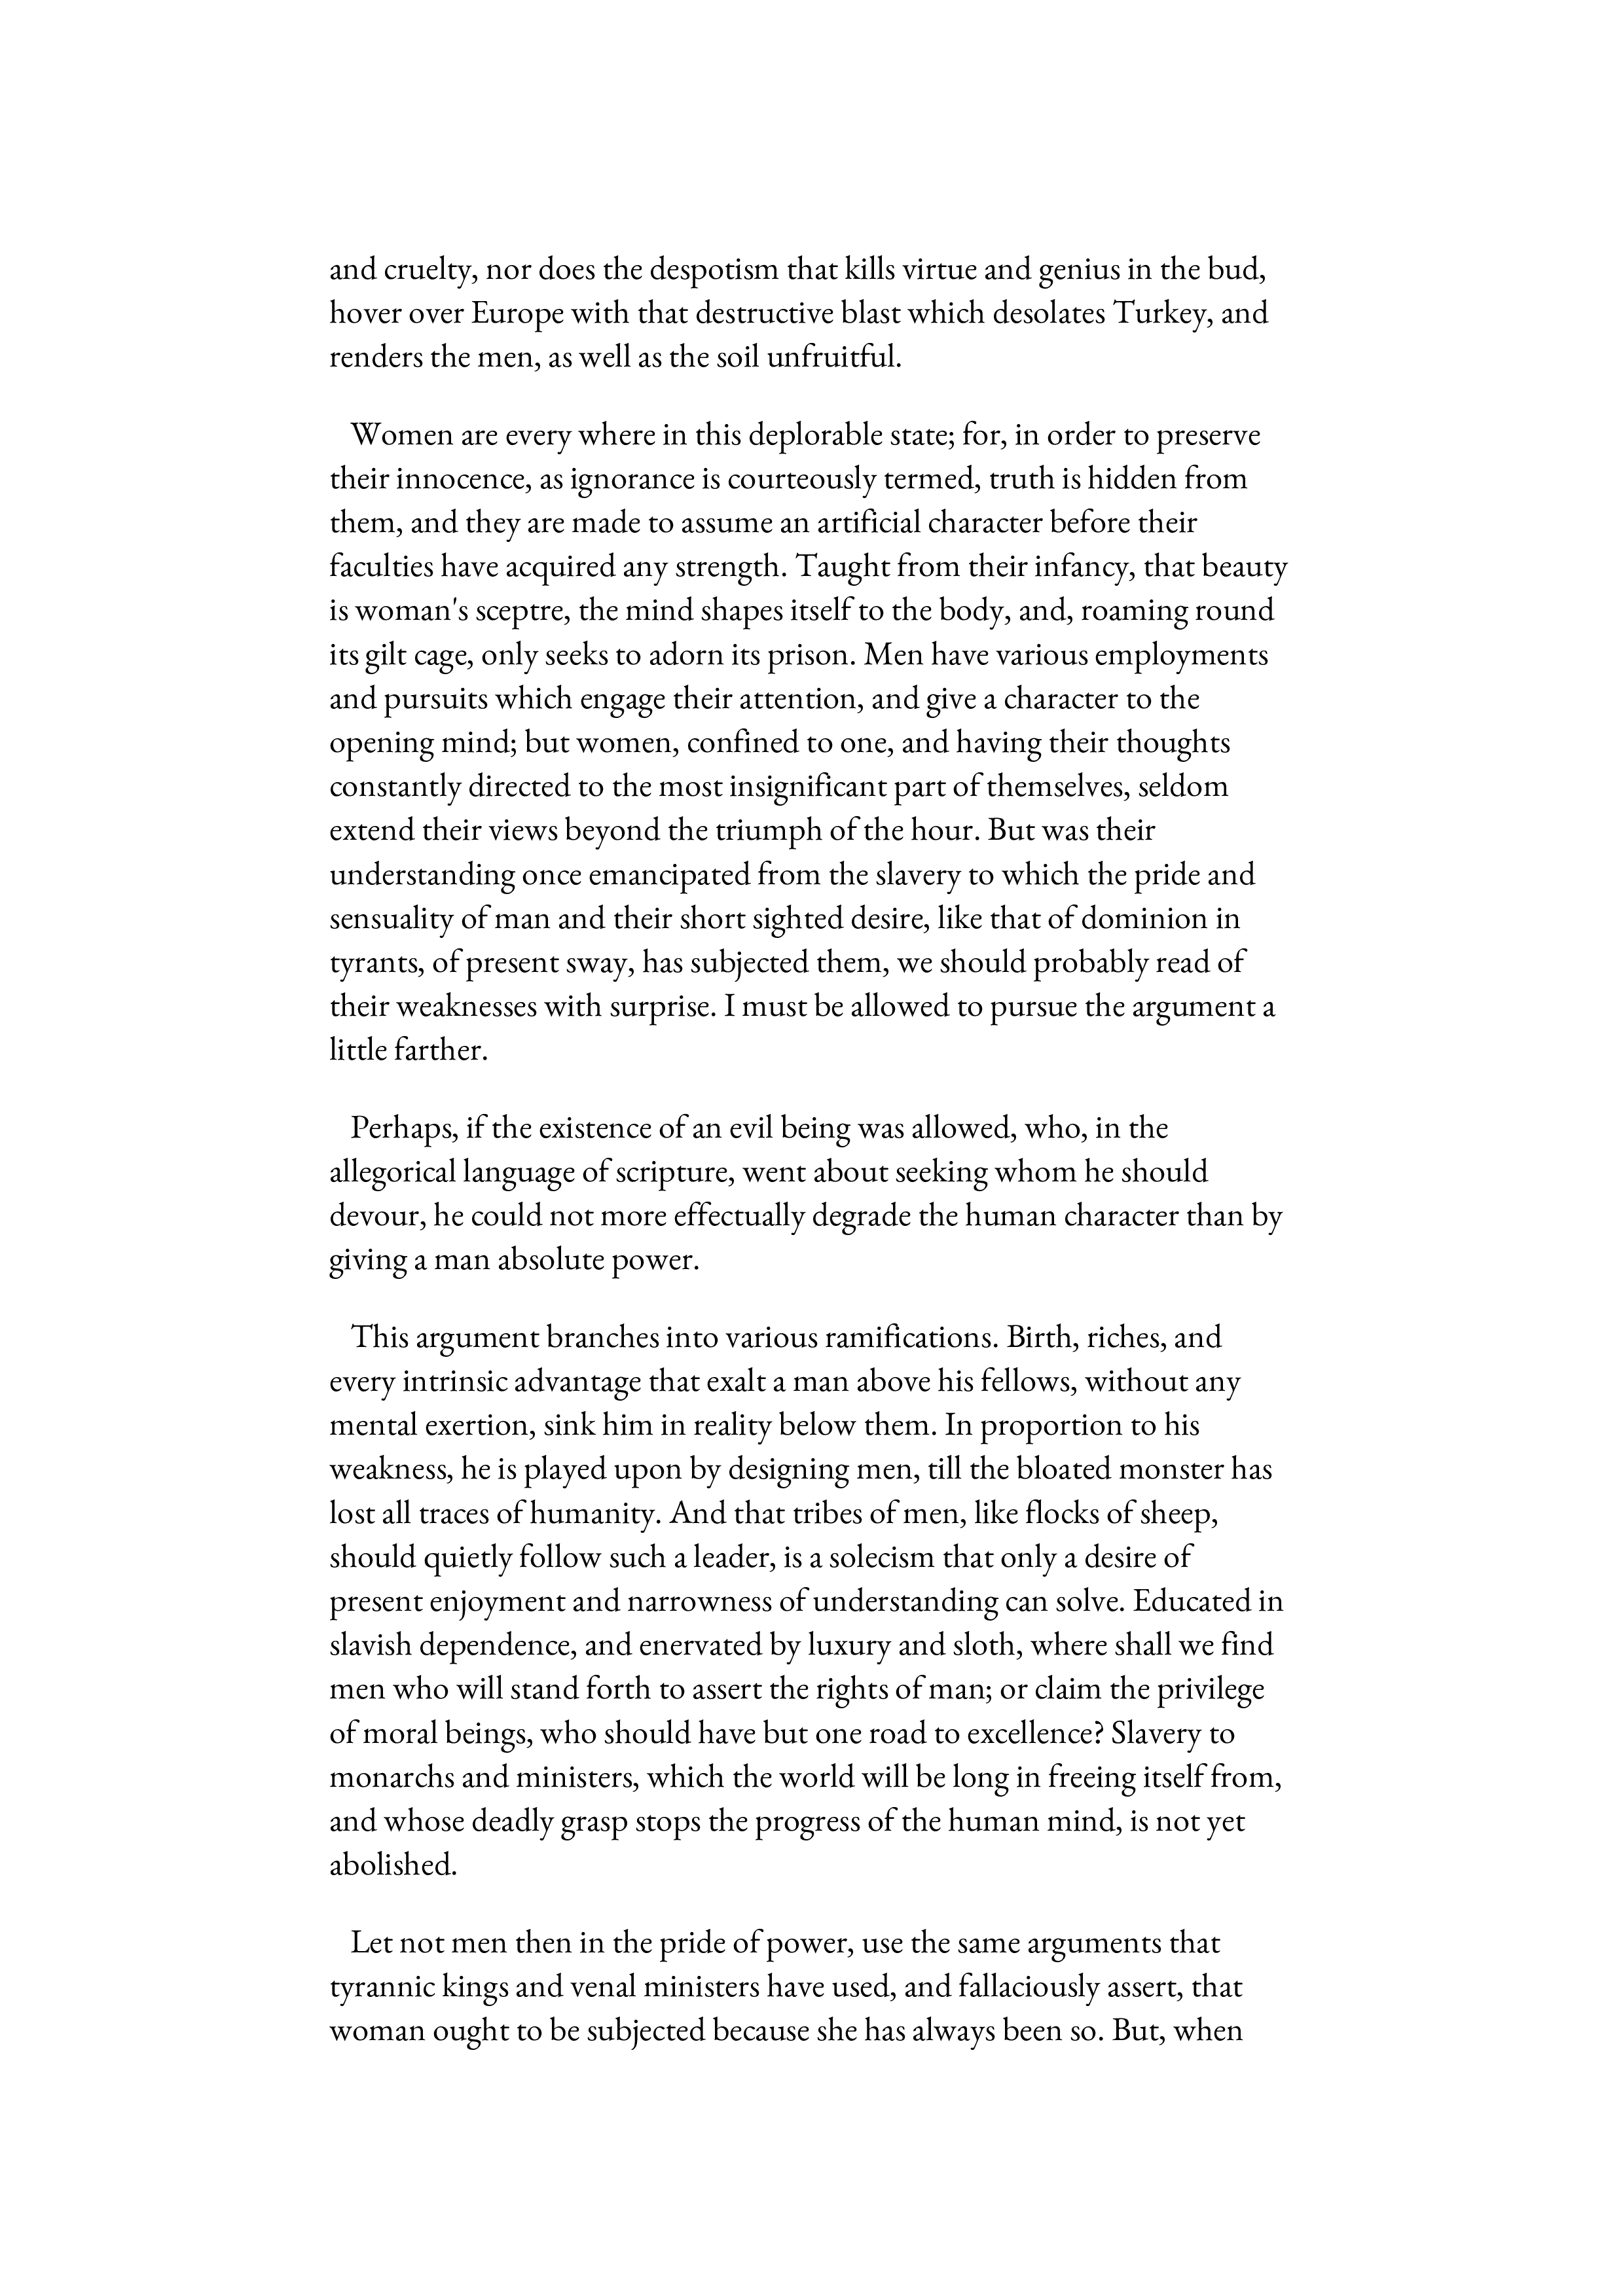 and cruelty, nor does the despotism that kills virtue and genius in the bud,
hover over Europe with that destructive blast which desolates Turkey, and
renders the men, as well as the soil unfruitful.
Women are every where in this deplorable state; for, in order to preserve
their innocence, as ignorance is courteously termed, truth is hidden from
them, and they are made to assume an artificial character before their
faculties have acquired any strength. Taught from their infancy, that beauty
is woman's sceptre, the mind shapes itself to the body, and, roaming round
its gilt cage, only seeks to adorn its prison. Men have various employments
and pursuits which engage their attention, and give a character to the
opening mind; but women, confined to one, and having their thoughts
constantly directed to the most insignificant part of themselves, seldom
extend their views beyond the triumph of the hour. But was their
understanding once emancipated from the slavery to which the pride and
sensuality of man and their short sighted desire, like that of dominion in
tyrants, of present sway, has subjected them, we should probably read of
their weaknesses with surprise. I must be allowed to pursue the argument a
little farther.
Perhaps, if the existence of an evil being was allowed, who, in the
allegorical language of scripture, went about seeking whom he should
devour, he could not more effectually degrade the human character than by
giving a man absolute power.
This argument branches into various ramifications. Birth, riches, and
every intrinsic advantage that exalt a man above his fellows, without any
mental exertion, sink him in reality below them. In proportion to his
weakness, he is played upon by designing men, till the bloated monster has
lost all traces of humanity. And that tribes of men, like flocks of sheep,
should quietly follow such a leader, is a solecism that only a desire of
present enjoyment and narrowness of understanding can solve. Educated in
slavish dependence, and enervated by luxury and sloth, where shall we find
men who will stand forth to assert the rights of man; or claim the privilege
of moral beings, who should have but one road to excellence? Slavery to
monarchs and ministers, which the world will be long in freeing itself from,
and whose deadly grasp stops the progress of the human mind, is not yet
abolished.
Let not men then in the pride of power, use the same arguments that
tyrannic kings and venal ministers have used, and fallaciously assert, that
woman ought to be subjected because she has always been so. But, when